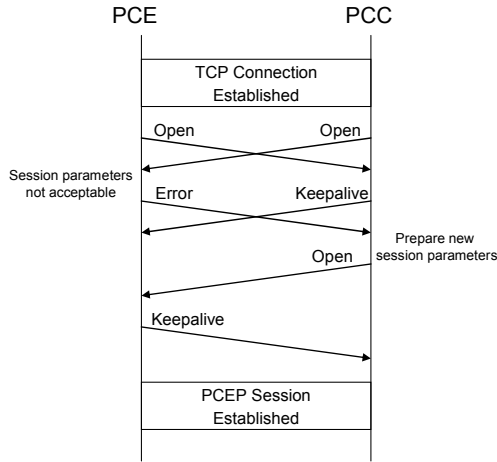 PCE PCC
TCP Connection
Established
Open Open
Session parameters
not acceptable
Error Keepalive
Prepare new
session parameters
Open
Keepalive
PCEP Session
Established